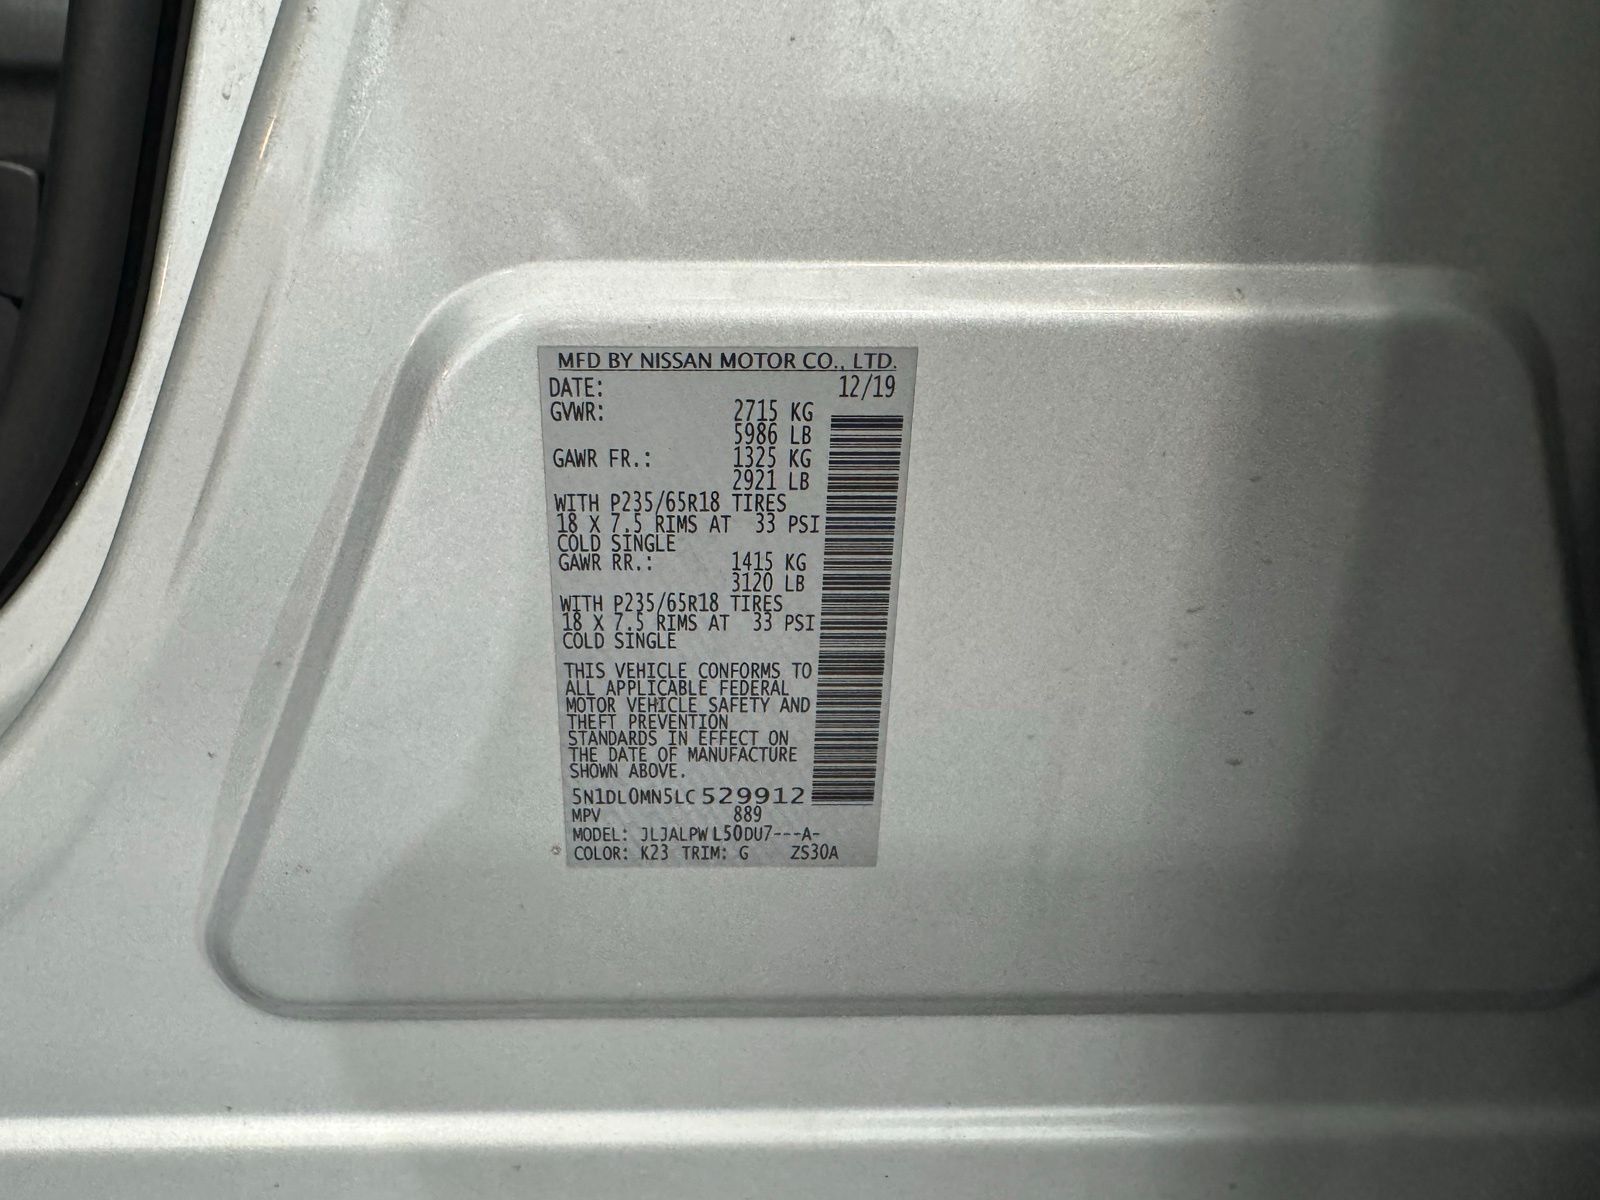 MFD BY NISSAN MOTOR CO., LTD.
DATE: 12/19
GVWR: 2715 KG
5986 LB
GAWR FR.: 1325 KG
2921 LB
WITH P235/65R18 TIRES
18 X 7.5 RIMS AT 33 PSI
COLD SINGLE
GAWR RR.: 1415 KG
3120 LB
WITH P235/65R18 TIRES
18 X 7.5 RIMS AT 33 PSI
COLD SINGLE
THIS VEHICLE CONFORMS TO
ALL APPLICABLE FEDERAL
MOTOR VEHICLE SAFETY AND
THEFT PREVENTION
STANDARDS IN EFFECT ON
THE DATE OF MANUFACTURE
SHOWN ABOVE.
5N1DL0MN5LC529912
MPV 889
MODEL: JLJALPWL50DU7---A-
COLOR: K23 TRIM: G ZS30A